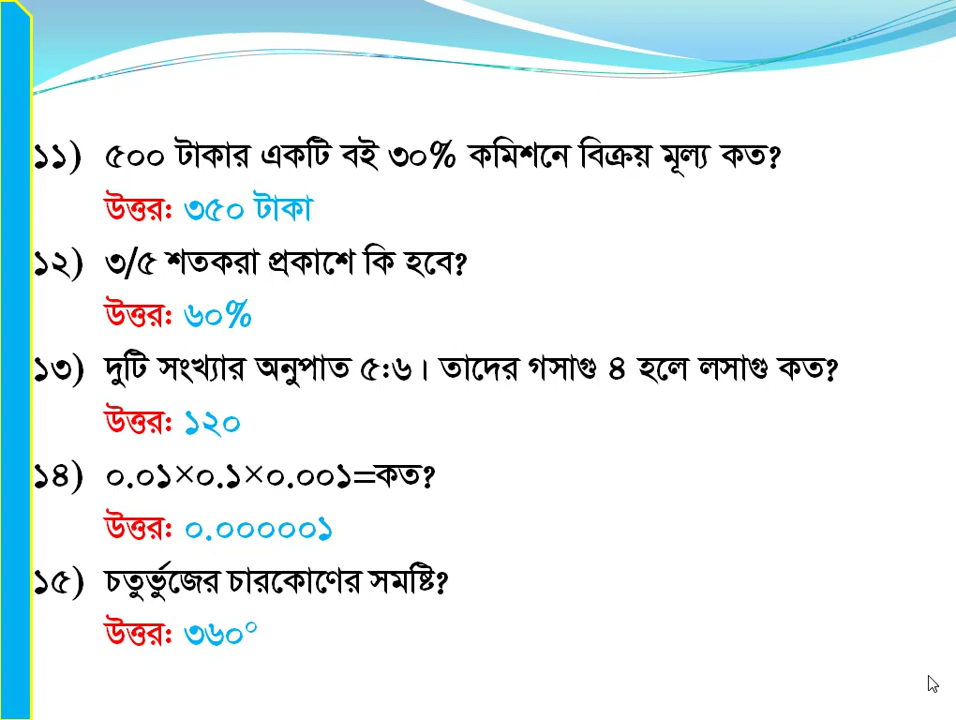 ১১) ৫০০ টাকার একটি বই ৩০% কমিশনে বিক্রয় মূল্য কত?
উত্তর: ৩৫০ টাকা
১২) ৩/৫ শতকরা প্রকাশে কি হবে?
উত্তর: ৬০%
১৩) দুটি সংখ্যার অনুপাত ৫:৬। তাদের গসাগু ৪ হলে লসাগু কত?
উত্তর: ১২০
১৪) ০.০১×০.১×০.০০১=কত?
উত্তর: ০.০০০০০১
১৫) চতুর্ভুজের চারকোণের সমষ্টি?
উত্তর: ৩৬০°